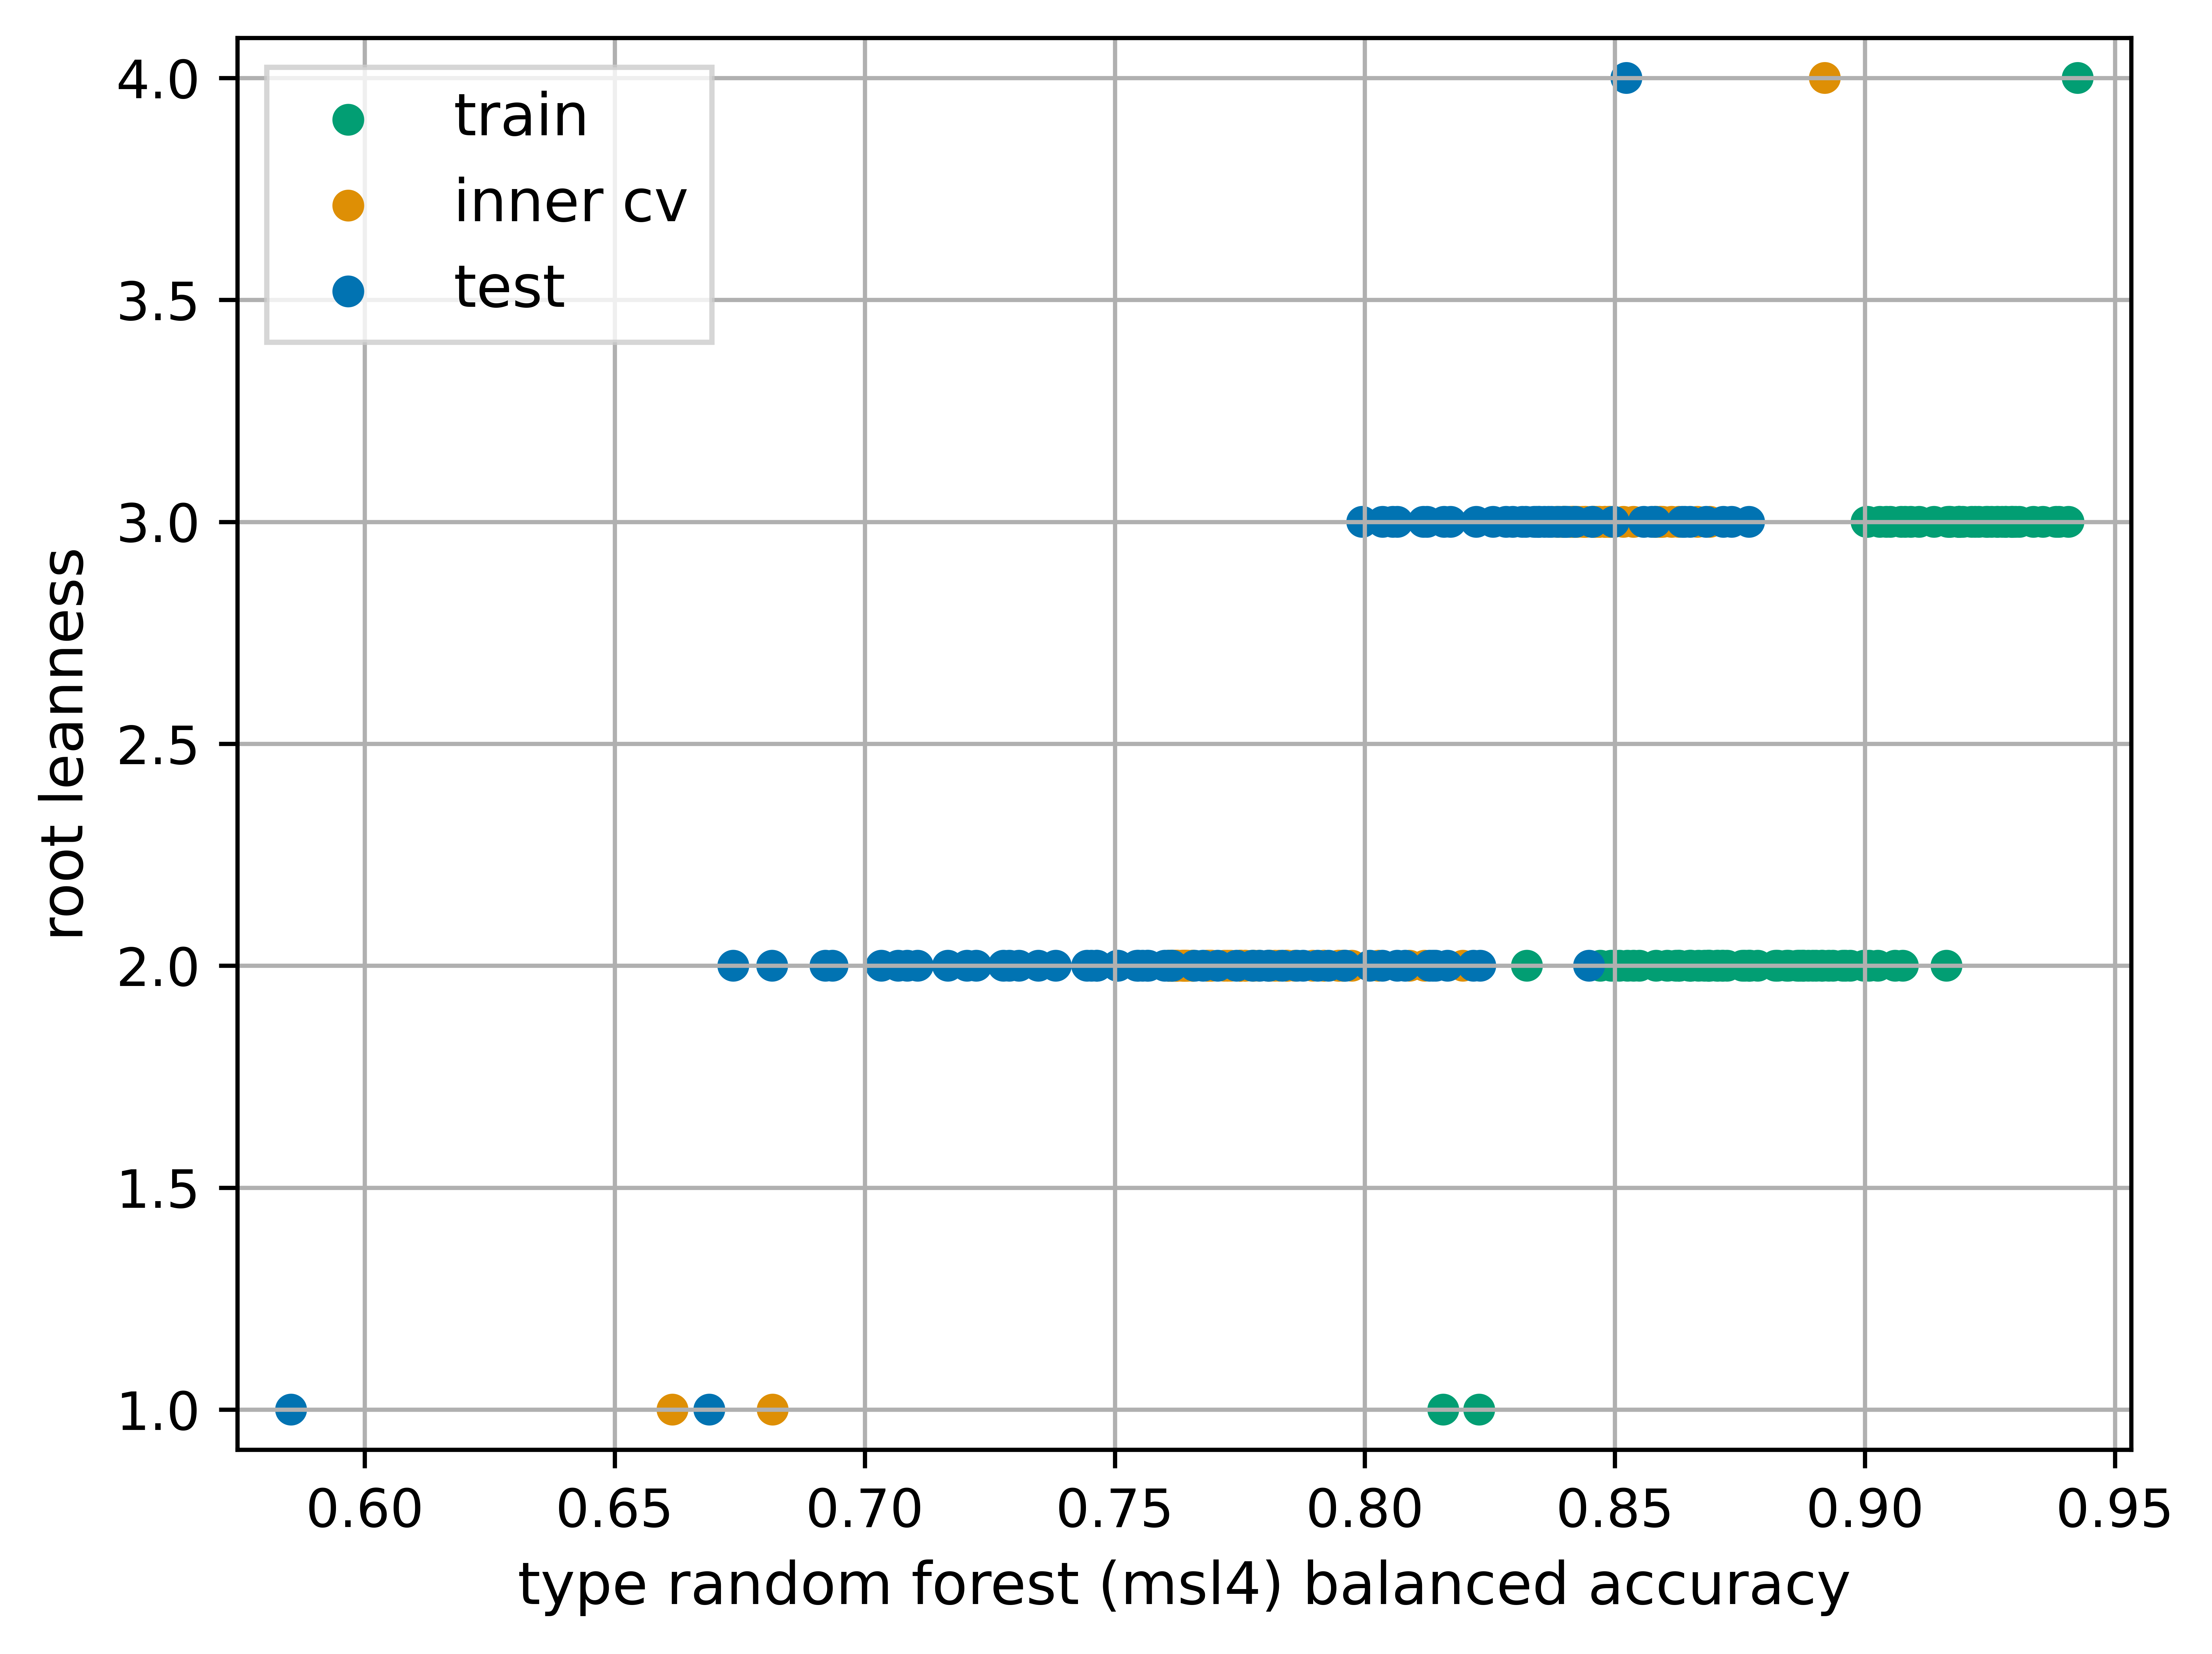 4.0
3.5
3.0
2.5
2.0
1.5
1.0
root leanness
train
inner cv
test
0.60 0.65 0.70 0.75 0.80 0.85 0.90 0.95
type random forest (msl4) balanced accuracy